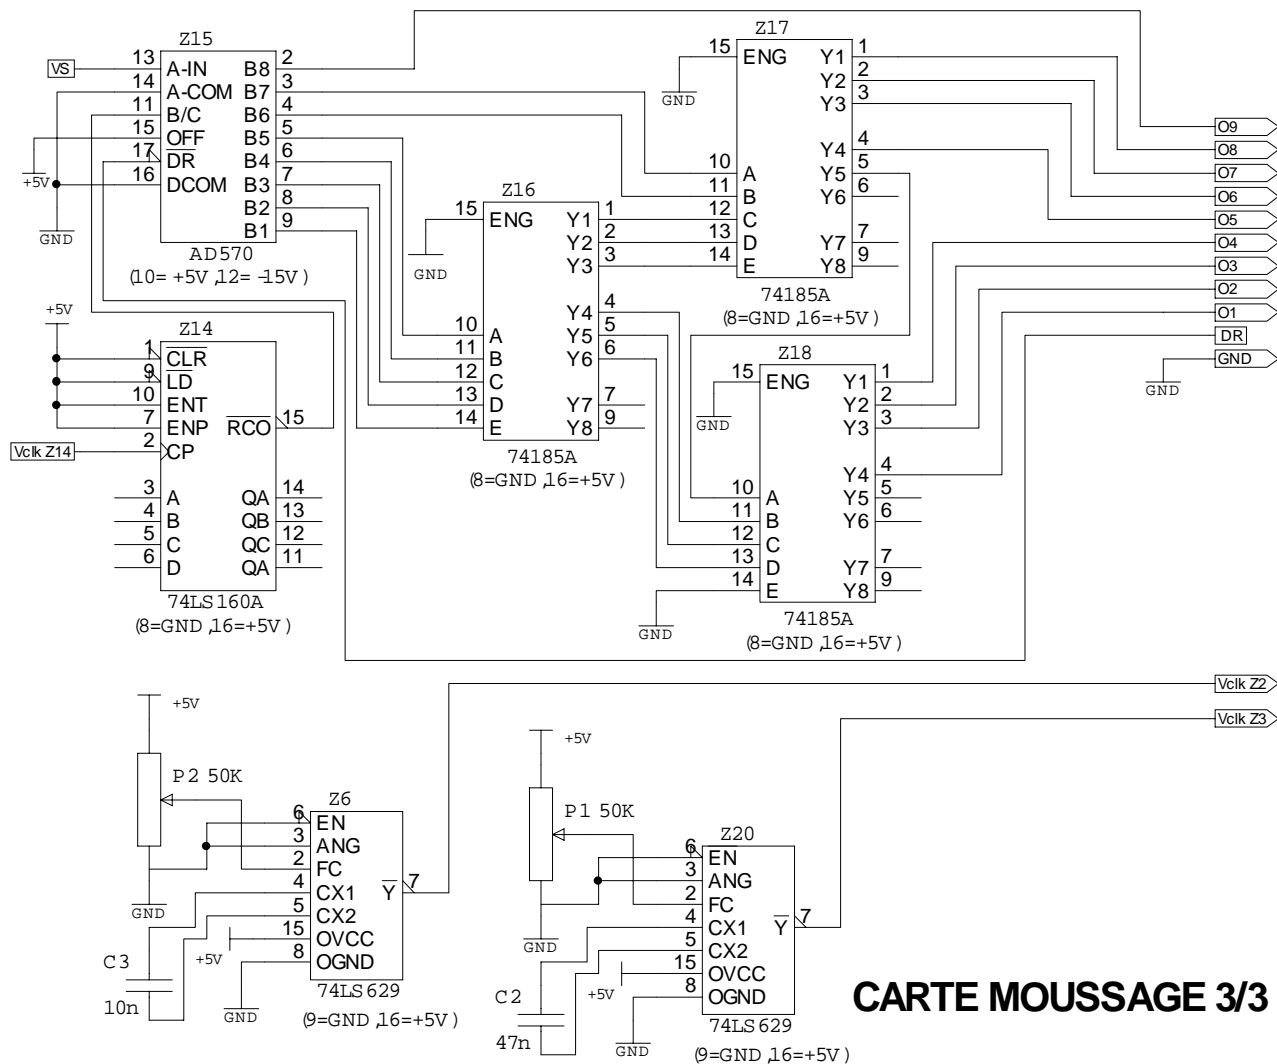 Z15
VS
13 A-IN B8 2
14 A-COM B7 3
11 B/C B6 4
15 OFF B5 5
17 DR B4 6
16 DCOM B3 7
B2 8
B1 9
+5V
GND
AD570
(10= +5V ,12= -15V)
Z17
15 ENG Y1 1
Y2 2
Y3 3
Y4 4
10 A Y5 5
11 B Y6 6
12 C
13 D Y7 7
14 E Y8 9
GND
74185A
(8=GND ,16=+5V)
Z16
15 ENG Y1 1
Y2 2
Y3 3
Y4 4
10 A Y5 5
11 B Y6 6
12 C
13 D Y7 7
14 E Y8 9
GND
74185A
(8=GND ,16=+5V)
O9
O8
O7
O6
O5
O4
O3
O2
O1
DR
GND
GND
+5V
Z14
1 CLR
9 LD
10 ENT
7 ENP RCO 15
Vclk Z14
2 CP
3 A QA 14
4 B QB 13
5 C QC 12
6 D QA 11
74LS160A
(8=GND ,16=+5V)
Z18
15 ENG Y1 1
Y2 2
Y3 3
Y4 4
10 A Y5 5
11 B Y6 6
12 C
13 D Y7 7
14 E Y8 9
GND
GND
74185A
(8=GND ,16=+5V)
Vclk Z2
Vclk Z3
+5V
P2 50K
Z6
6 EN
3 ANG
2 FC
4 CX1 Y 7
5 CX2
15 OVCC
8 OGND
GND
+5V
GND
C3
10n
74LS629
(9=GND ,16=+5V)
+5V
P1 50K
Z20
6 EN
3 ANG
2 FC
4 CX1 Y 7
5 CX2
15 OVCC
8 OGND
GND
+5V
GND
C2
47n
74LS629
(9=GND ,16=+5V)
CARTE MOUSSAGE 3/3